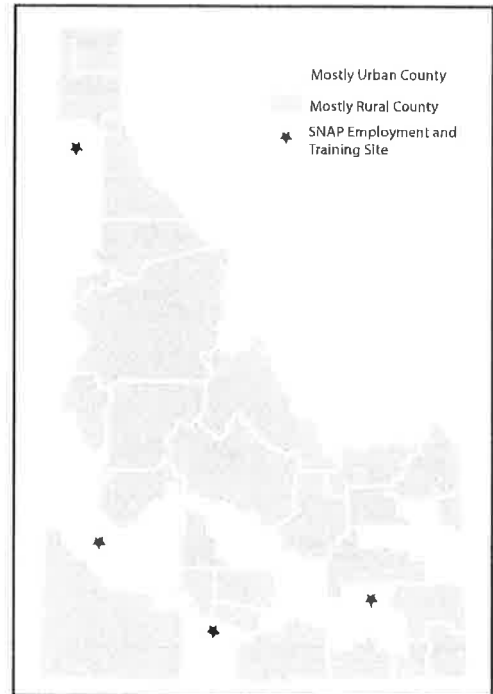 Mostly Urban County
Mostly Rural County
SNAP Employment and
Training Site